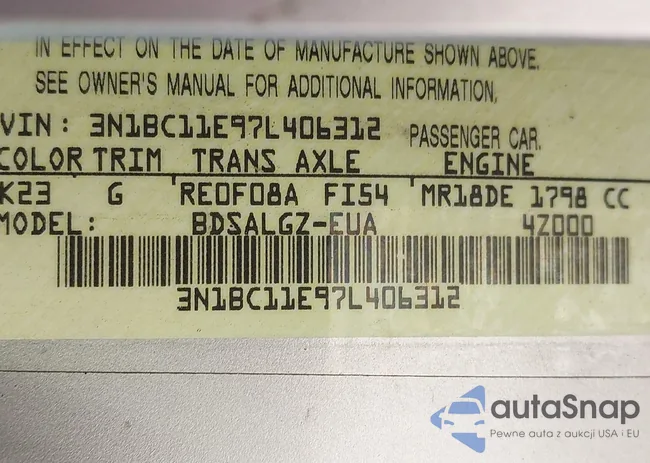 IN EFFECT ON THE DATE OF MANUFACTURE SHOWN ABOVE.
SEE OWNER'S MANUAL FOR ADDITIONAL INFORMATION.
VIN: 3N1BC11E97L406312 PASSENGER CAR.
COLOR TRIM TRANS AXLE ENGINE
K23 G RE0F08A FI54 MR18DE 1798 CC
MODEL: BDSALGZ-EUA 4Z000
3N1BC11E97L406312
autaSnap
Pewne auta z aukcji USA i EU